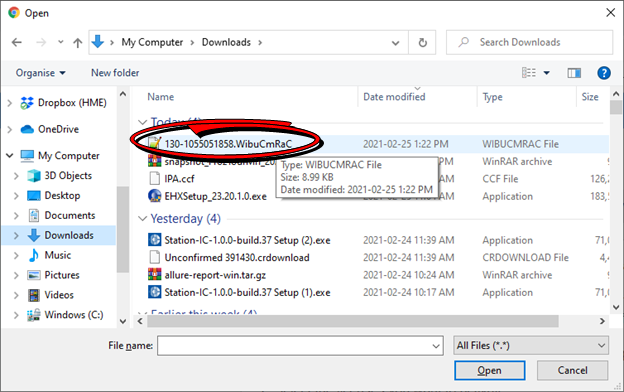 Open
My Computer > Downloads >
Search Downloads
Organise
New folder
Name
Date modified
Type
Size
Dropbox (HME)
OneDrive
My Computer
3D Objects
Desktop
Documents
Downloads
Music
Pictures
Videos
Windows (C:)
Today (4)
130-1055051858.WibuCmRaC 2021-02-25 1:22 PM WIBUCMRAC File
WinRAR archive
IPA.ccf CCF File 126,
EHXSetup_23.20.1.0.exe Application 183,5
Type: WIBUCMRAC File
Size: 8.99 KB
Date modified: 2021-02-25 1:22 PM
Yesterday (4)
Station-IC-1.0.0-build.37 Setup (2).exe 2021-02-24 11:39 AM Application 71,0
Unconfirmed 391430.crdownload 2021-02-24 11:39 AM CRDOWNLOAD File 4,4
allure-report-win.tar.gz 2021-02-24 10:24 AM WinRAR archive
Station-IC-1.0.0-build.37 Setup (1).exe 2021-02-24 10:17 AM Application 71,0
Earlier this week (4)
File name:
All Files (*.*)
Open
Cancel